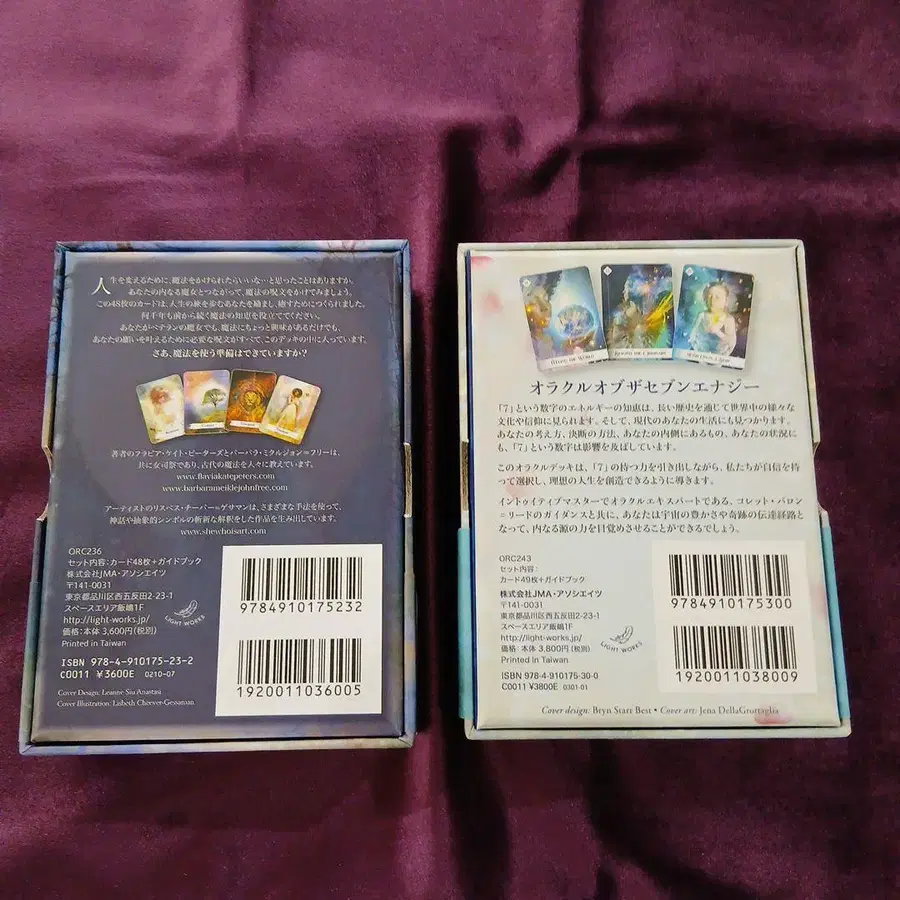 人生を変えるために、魔法をかけられたらいいな…と思ったことはありますか。
あなたの内なる魔女とつながって、魔法の呪文をかけてみましょう。
この48枚のカードは、人生の旅を歩むあなたを励まし、癒すためにつくられました。
何千年も前から続く魔法の知恵を役立ててください。
あなたがベテランの魔女でも、魔法にちょっと興味があるだけでも、
あなたの願いを叶えるために必要な呪文がすべて、このデッキの中に入っています。
さあ、魔法を使う準備はできていますか?
著者のフラビア・ケイト・ピーターズとバーバラ・ミクルジョン=フリーは、
共に女司祭であり、古代の魔法を人々に教えています。
www.flaviakatepeters.com
www.barbarameiklejohnfree.com
アーティストのリスベス・チーバー=ゲサマンは、さまざまな手法を使って、
神話や抽象的シンボルの斬新な解釈をした作品を生み出しています。
www.shewhoisart.com
ORC236
セット内容:カード48枚+ガイドブック
株式会社JMA・アソシエイツ
〒141-0031
東京都品川区西五反田2-23-1
スペースエリア飯嶋1F
http://light-works.jp/
価格:本体 3,600円(税別)
Printed in Taiwan
LIGHT WORKS
ISBN 978-4-910175-23-2
C0011 ¥3600E 0210-07
9784910175232
1920011036005
Cover Design: Leanne Siu Anastasi
Cover Illustration: Lisbeth Cheever-Gessaman
オラクルオブザセブンエナジー
「7」という数字のエネルギーの知恵は、長い歴史を通じて世界中の様々な
文化や信仰に見られます。そして、現代のあなたの生活にも見つかります。
あなたの考え方、決断の方法、あなたの内側にあるもの、あなたの状況に
も、「7」という数字は影響を及ぼしています。
このオラクルデッキは、「7」の持つ力を引き出しながら、私たちが自信を持
って選択し、理想の人生を創造できるように導きます。
イントゥイティブマスターでオラクルエキスパートである、コレット・バロン
=リードのガイダンスと共に、あなたは宇宙の豊かさや奇跡の伝達経路と
なって、内なる源の力を目覚めさせることができるでしょう。
ORC243
セット内容:
カード49枚+ガイドブック
株式会社JMA・アソシエイツ
〒141-0031
東京都品川区西五反田2-23-1
スペースエリア飯嶋1F
http://light-works.jp/
価格:本体 3,800円(税別)
Printed in Taiwan
LIGHT WORKS
ISBN 978-4-910175-30-0
C0011 ¥3800E 0301-01
9784910175300
1920011038009
Cover design: Bryn Starr Best • Cover art: Jena DellaGrottaglia